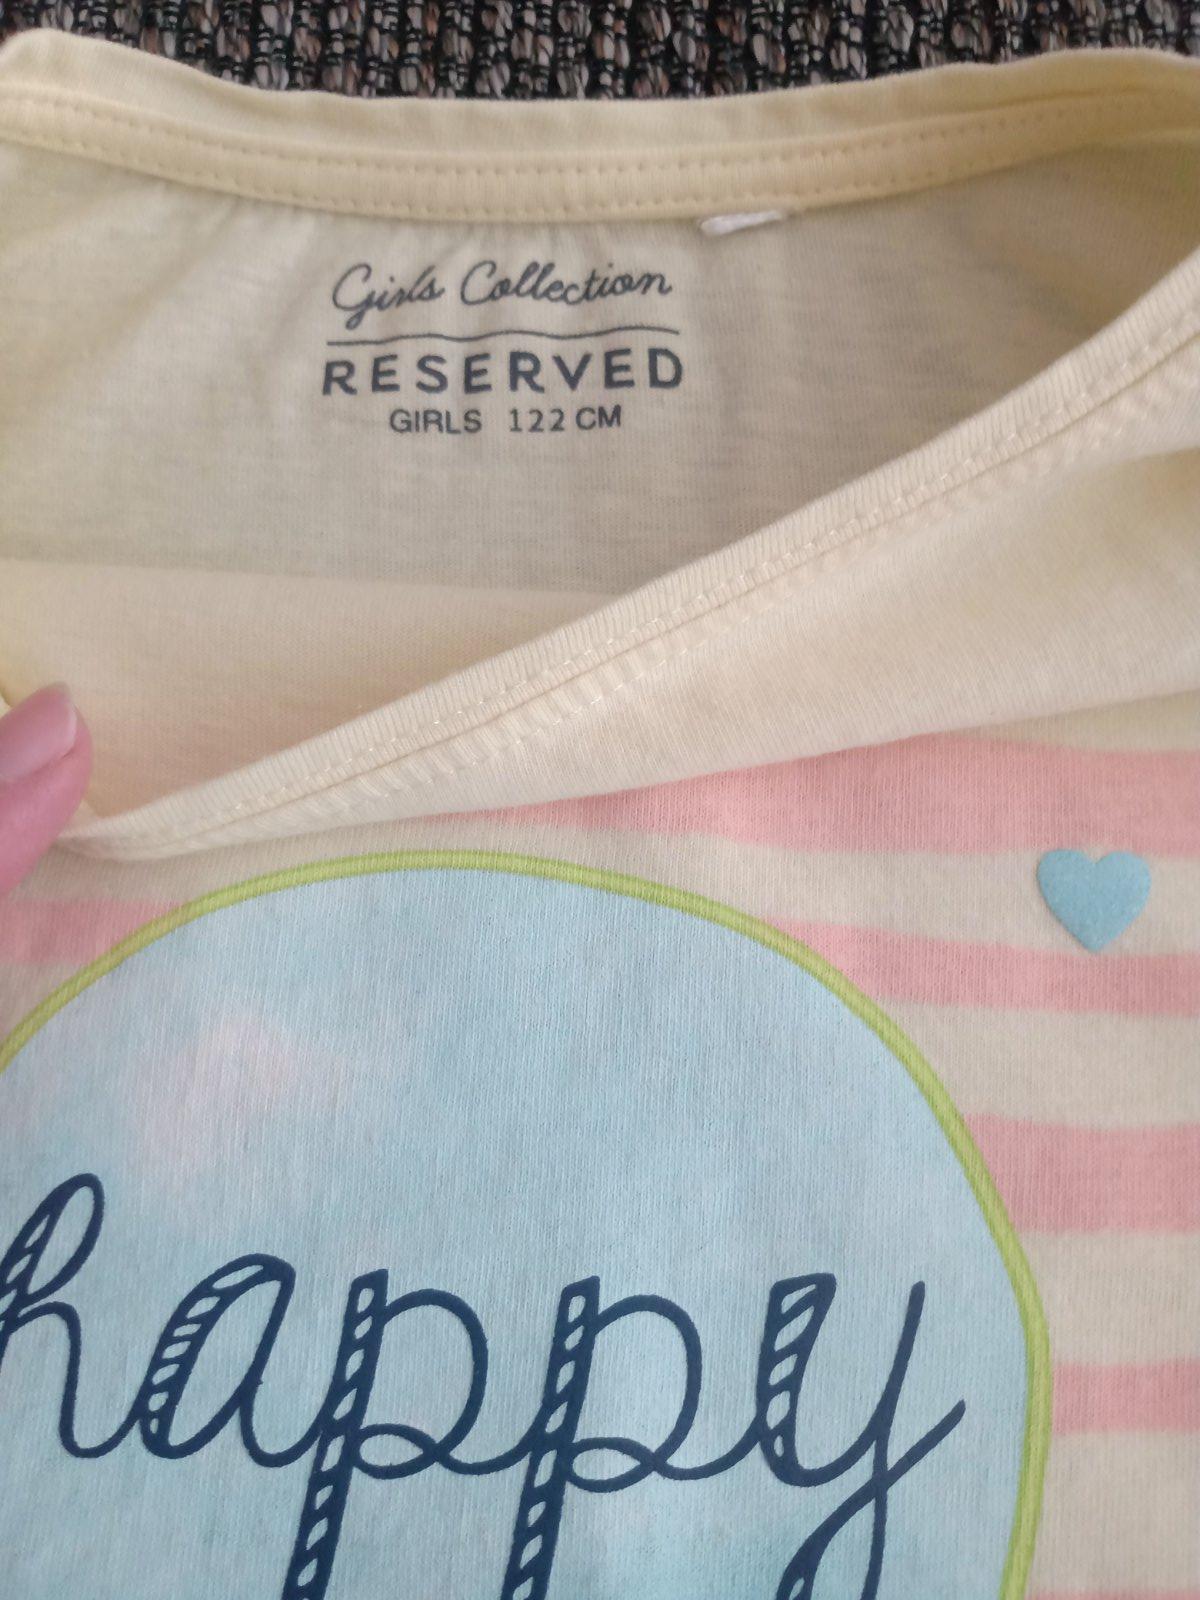 Girls Collection
RESERVED
GIRLS 122 CM
happy